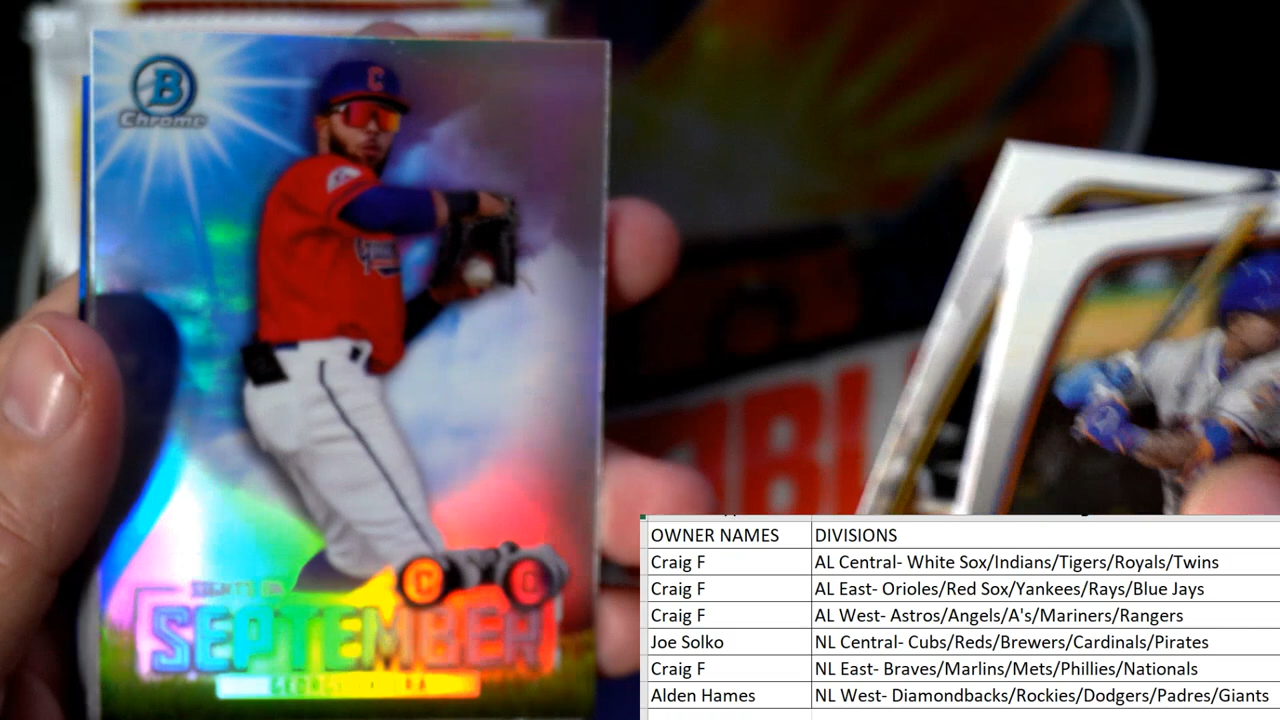 B
Chrome
C
SIGHTS ON
SEPTEMBER
C
C
OWNER NAMES DIVISIONS
Craig F AL Central- White Sox/Indians/Tigers/Royals/Twins
Craig F AL East- Orioles/Red Sox/Yankees/Rays/Blue Jays
Craig F AL West- Astros/Angels/A's/Mariners/Rangers
Joe Solko NL Central- Cubs/Reds/Brewers/Cardinals/Pirates
Craig F NL East- Braves/Marlins/Mets/Phillies/Nationals
Alden Hames NL West- Diamondbacks/Rockies/Dodgers/Padres/Giants